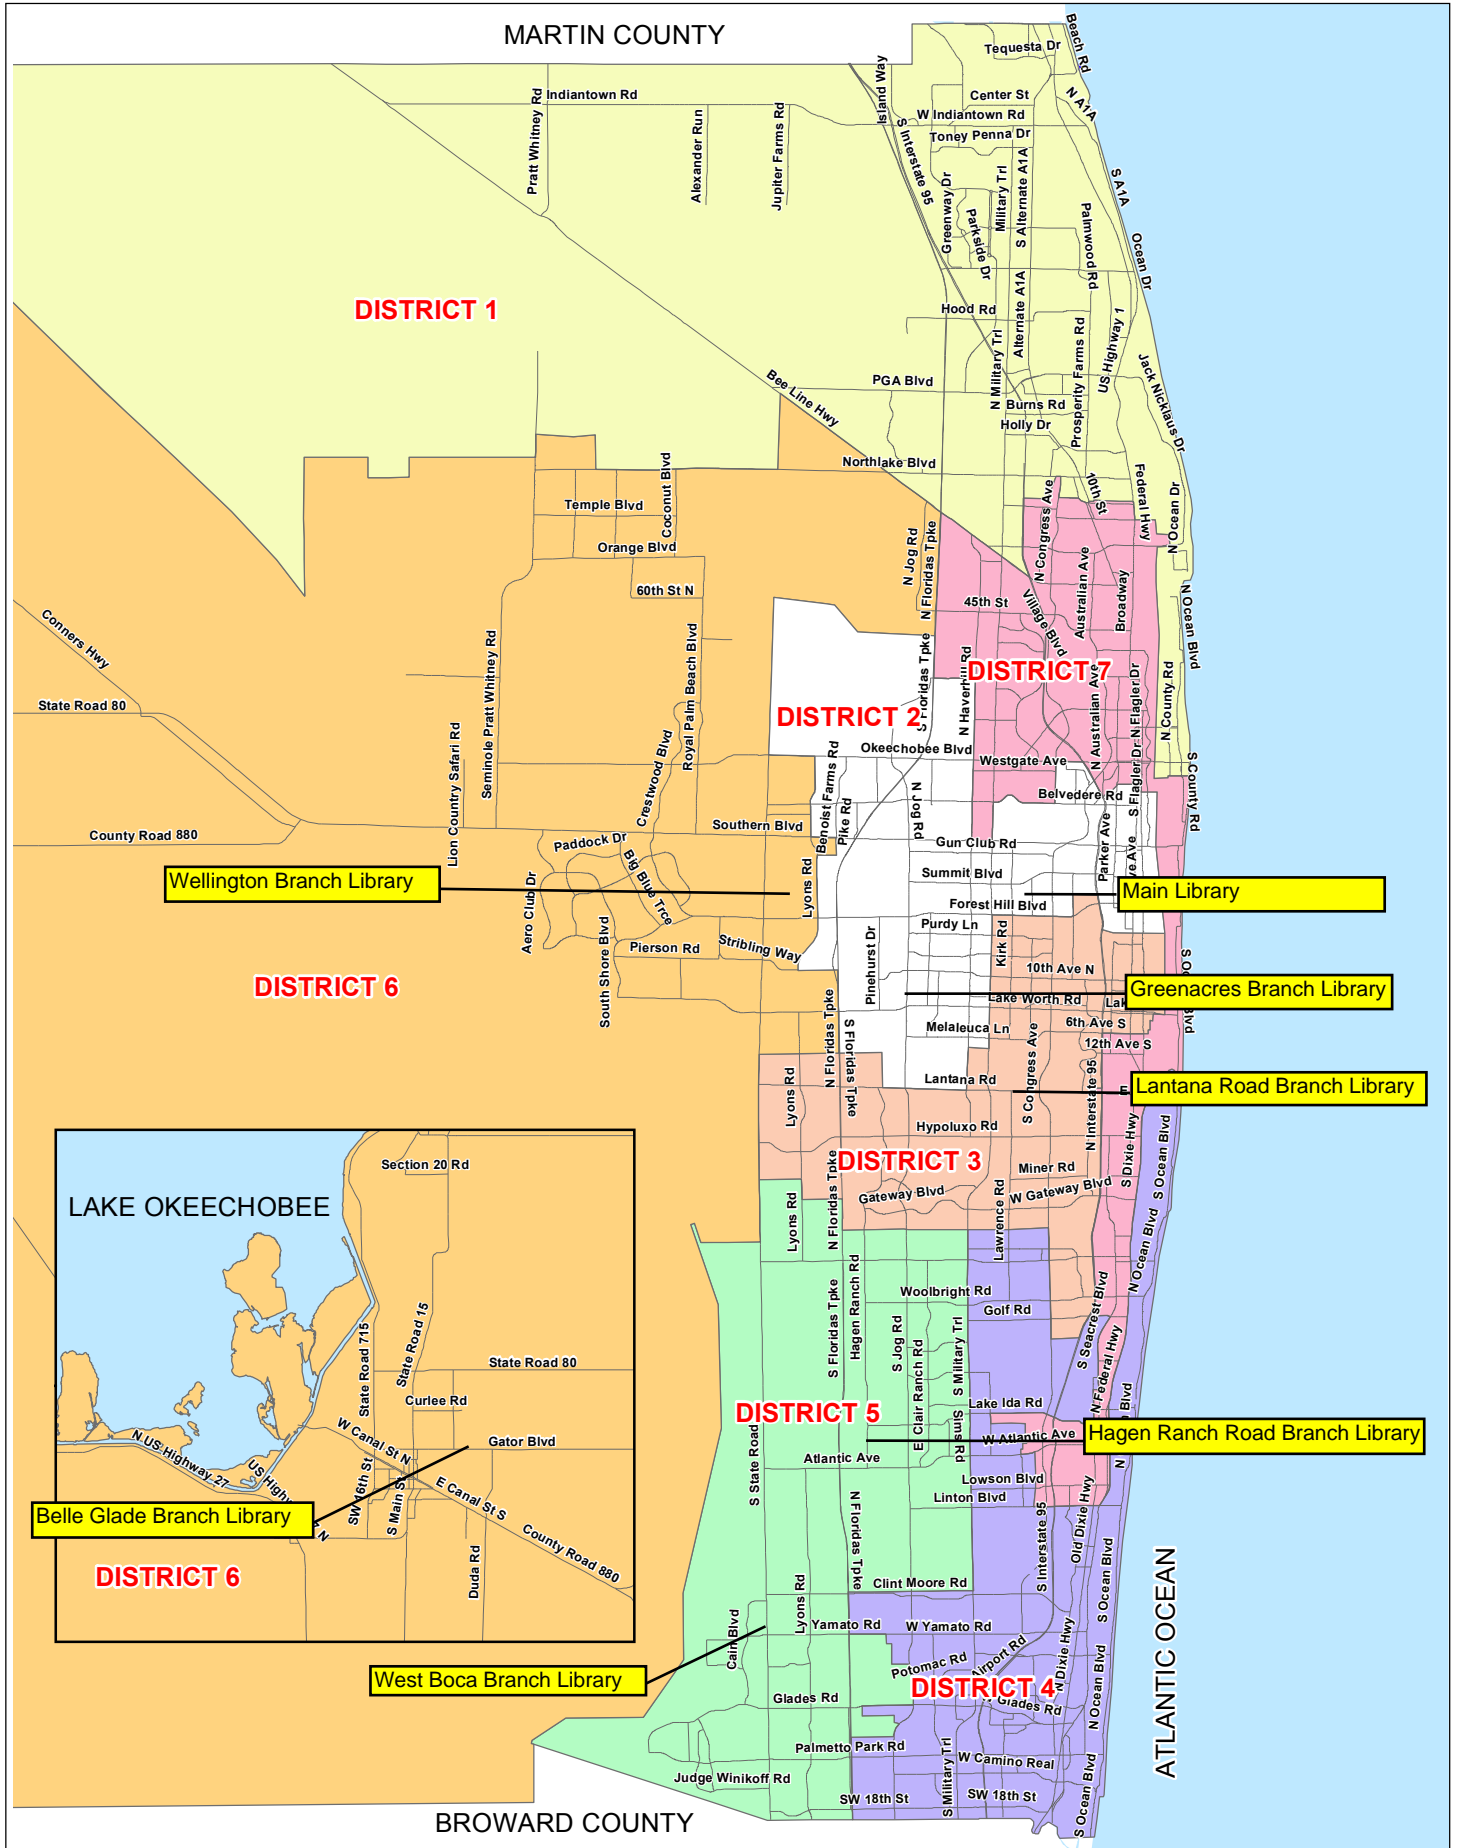 MARTIN COUNTY
Beach Rd
Tequesta Dr
Island Way
Indiantown Rd
Pratt Whitney Rd
Center St
N A1A
W Indiantown Rd
Toney Penna Dr
Alexander Run
Jupiter Farms Rd
S Interstate 95
Military Trl
S Alternate A1A
S A1A
Greenway Dr
Parkside Dr
Palmwood Rd
Ocean Dr
DISTRICT 1
Hood Rd
Alternate A1A
US Highway 1
N Military Trl
Prosperity Farms Rd
Jack Nicklaus Dr
PGA Blvd
Bee Line Hwy
Burns Rd
Holly Dr
Northlake Blvd
Coconut Blvd
10th St
Federal Hwy
N Congress Ave
N Ocean Dr
Temple Blvd
Orange Blvd
N Jog Rd
N Floridas Tpke
60th St N
45th St
Village Blvd
Australian Ave
Broadway
N Ocean Blvd
Conners Hwy
Seminole Pratt Whitney Rd
Royal Palm Beach Blvd
S Floridas Tpke
N Haverhill Rd
DISTRICT 7
N Australian Ave
N Flagler Dr
N County Rd
State Road 80
DISTRICT 2
Lion Country Safari Rd
Crestwood Blvd
Okeechobee Blvd
Westgate Ave
Benoist Farms Rd
Pike Rd
N Jog Rd
Belvedere Rd
S Flagler Dr
S County Rd
County Road 880
Southern Blvd
Paddock Dr
Gun Club Rd
Parker Ave
Big Blue Trce
Wellington Branch Library
Aero Club Dr
Lyons Rd
Summit Blvd
Main Library
Forest Hill Blvd
South Shore Blvd
Pierson Rd
Stribling Way
Purdy Ln
Kirk Rd
Pinehurst Dr
10th Ave N
DISTRICT 6
Greenacres Branch Library
Lake Worth Rd
6th Ave S
Melaleuca Ln
12th Ave S
N Floridas Tpke
S Floridas Tpke
S Congress Ave
N Interstate 95
Lantana Rd
Lantana Road Branch Library
Lyons Rd
Hypoluxo Rd
S Dixie Hwy
S Ocean Blvd
DISTRICT 3
Miner Rd
Gateway Blvd
W Gateway Blvd
Section 20 Rd
LAKE OKEECHOBEE
Lyons Rd
N Floridas Tpke
Lawrence Rd
N Ocean Blvd
Hagen Ranch Rd
Woolbright Rd
Golf Rd
S Floridas Tpke
S Jog Rd
E Clair Ranch Rd
S Military Trl
S Seacrest Blvd
N Federal Hwy
State Road 715
State Road 15
State Road 80
Curlee Rd
Lake Ida Rd
DISTRICT 5
Sims Rd
W Atlantic Ave
Hagen Ranch Road Branch Library
Atlantic Ave
S State Road
N US Highway 27
W Canal St N
Gator Blvd
SW 16th St
S Main St
E Canal St S
Lowson Blvd
Linton Blvd
Belle Glade Branch Library
County Road 880
DISTRICT 6
Duda Rd
N Floridas Tpke
S Interstate 95
Old Dixie Hwy
S Ocean Blvd
ATLANTIC OCEAN
Clint Moore Rd
Lyons Rd
Yamato Rd
W Yamato Rd
Cain Blvd
Potomac Rd
Airport Rd
N Dixie Hwy
N Ocean Blvd
West Boca Branch Library
DISTRICT 4
Glades Rd
W Glades Rd
Palmetto Park Rd
W Camino Real
Judge Winikoff Rd
S Military Trl
SW 18th St
SW 18th St
S Ocean Blvd
BROWARD COUNTY